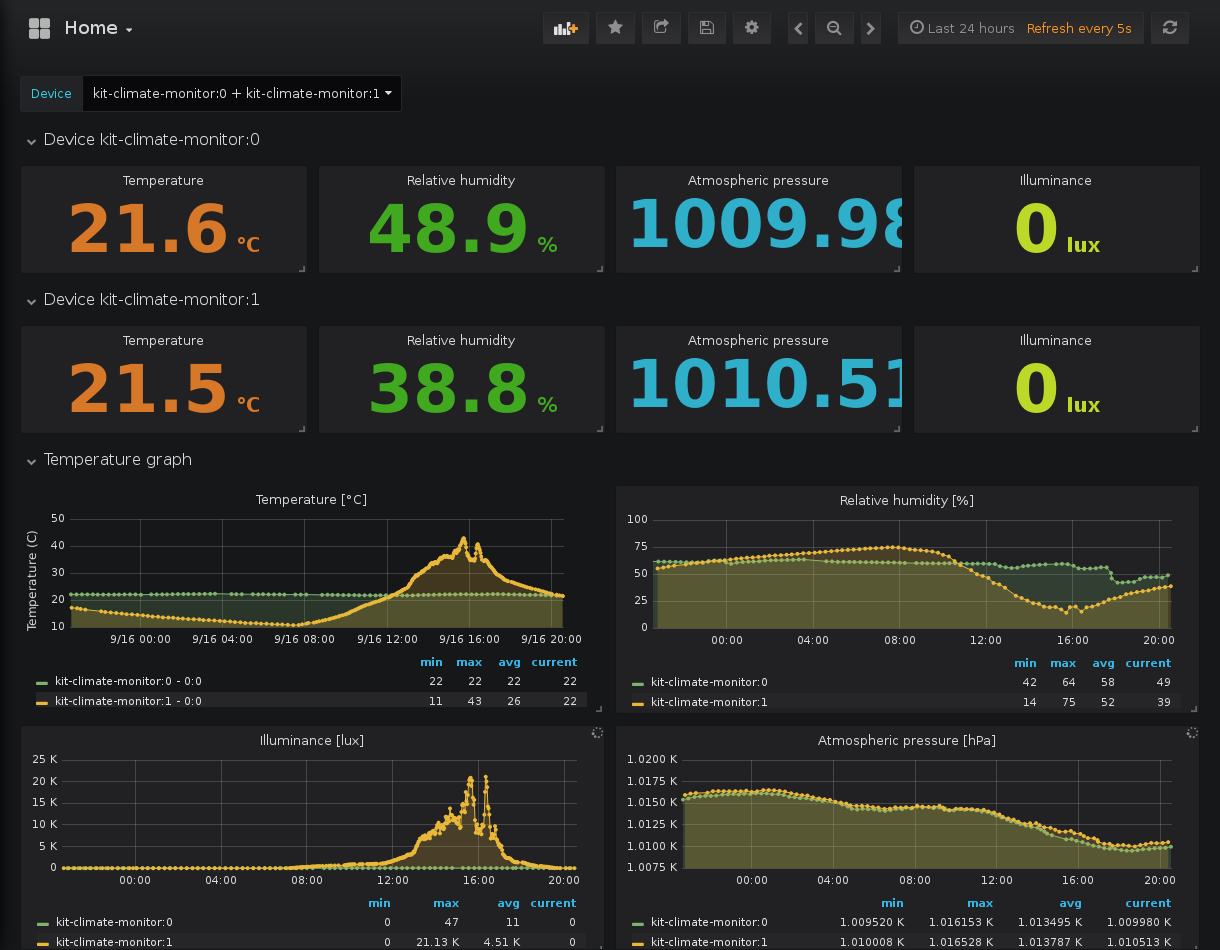 Home
Last 24 hours Refresh every 5s
Device kit-climate-monitor:0 + kit-climate-monitor:1
Device kit-climate-monitor:0
Temperature Relative humidity Atmospheric pressure Illuminance
21.6 °C 48.9 % 1009.98 0 lux
Device kit-climate-monitor:1
Temperature Relative humidity Atmospheric pressure Illuminance
21.5 °C 38.8 % 1010.51 0 lux
Temperature graph
Temperature [°C]
Temperature (C)
50
40
30
20
10
9/16 00:00 9/16 04:00 9/16 08:00 9/16 12:00 9/16 16:00 9/16 20:00
min max avg current
kit-climate-monitor:0 - 0:0 22 22 22 22
kit-climate-monitor:1 - 0:0 11 43 26 22
Relative humidity [%]
100
75
50
25
0
00:00 04:00 08:00 12:00 16:00 20:00
min max avg current
kit-climate-monitor:0 42 64 58 49
kit-climate-monitor:1 14 75 52 39
Illuminance [lux]
25 K
20 K
15 K
10 K
5 K
0
00:00 04:00 08:00 12:00 16:00 20:00
min max avg current
kit-climate-monitor:0 0 47 11 0
kit-climate-monitor:1 0 21.13 K 4.51 K 0
Atmospheric pressure [hPa]
1.0200 K
1.0175 K
1.0150 K
1.0125 K
1.0100 K
1.0075 K
00:00 04:00 08:00 12:00 16:00 20:00
min max avg current
kit-climate-monitor:0 1.009520 K 1.016153 K 1.013495 K 1.009980 K
kit-climate-monitor:1 1.010008 K 1.016528 K 1.013787 K 1.010513 K